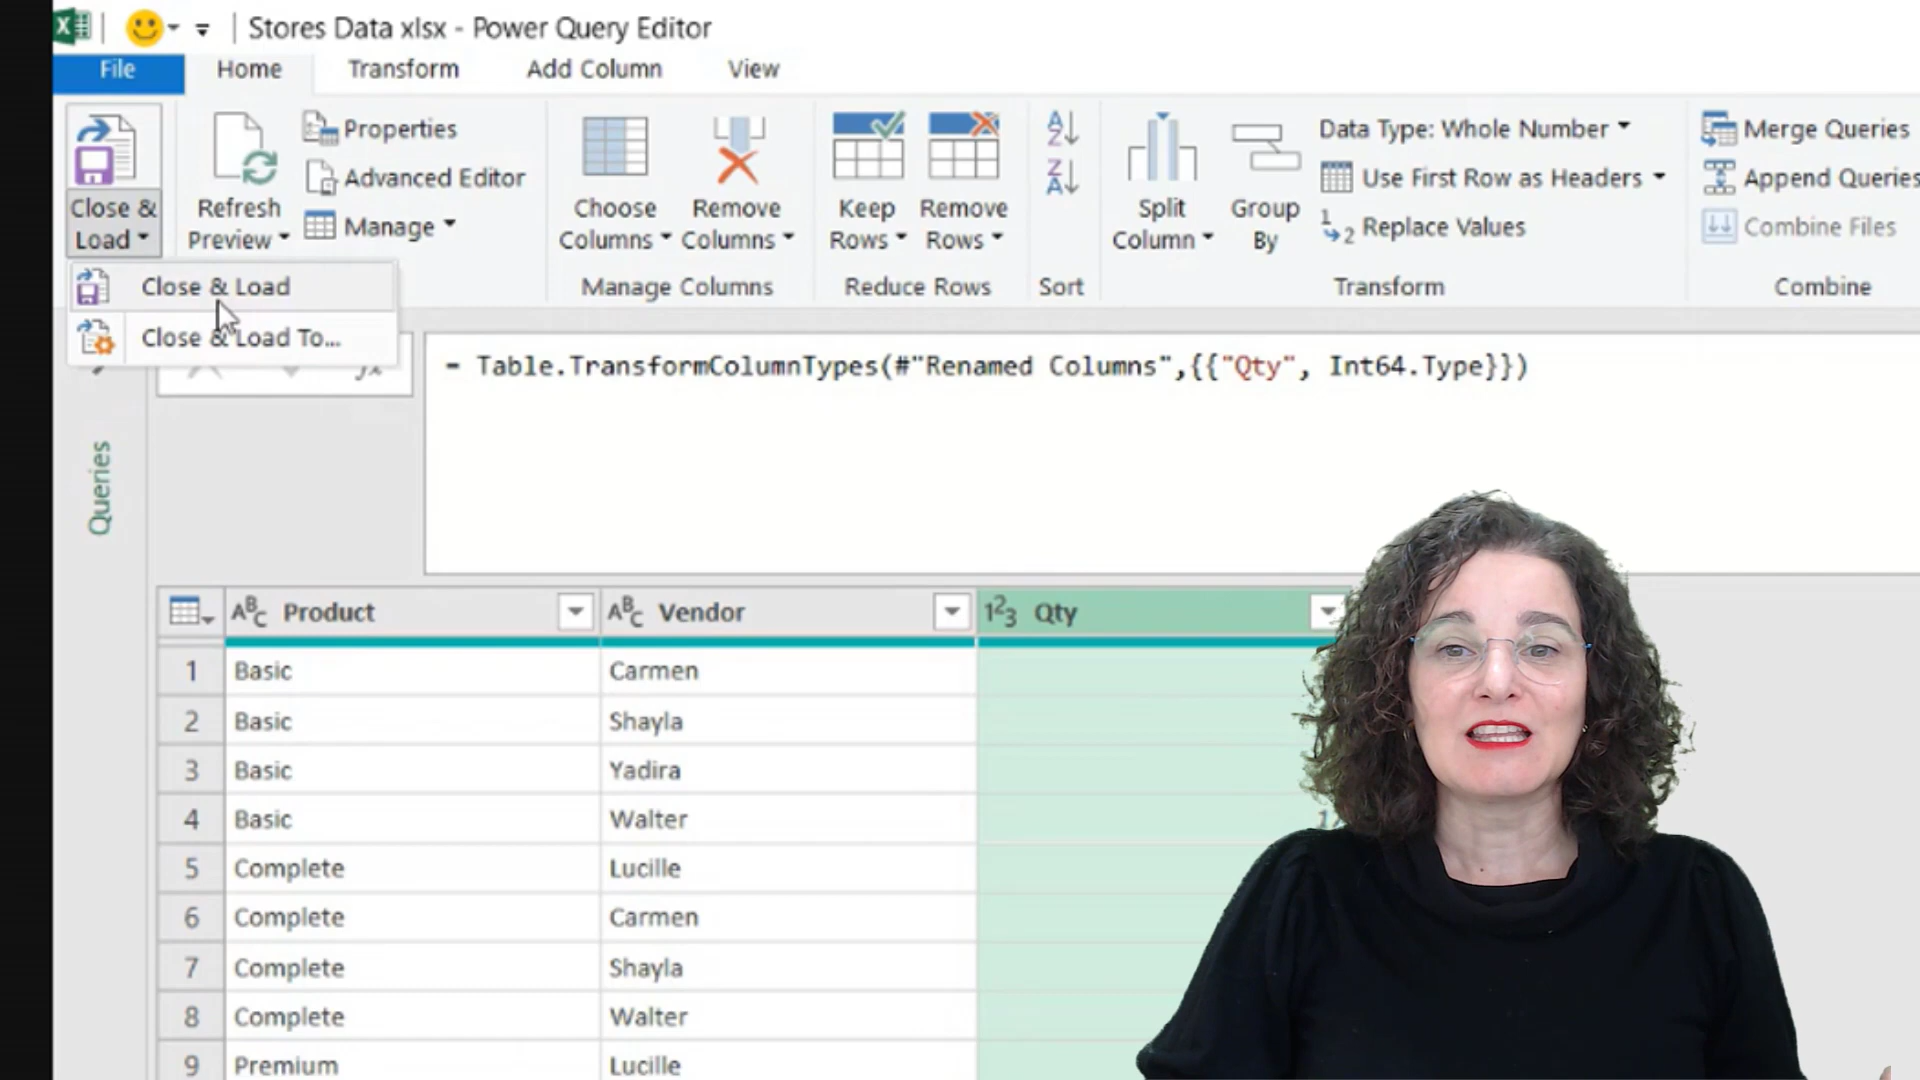 Stores Data xlsx - Power Query Editor
File Home Transform Add Column View
Close & Load
Refresh Preview
Properties
Advanced Editor
Manage
Choose Columns
Remove Columns
Manage Columns
Keep Rows
Remove Rows
Reduce Rows
Sort
Split Column
Group By
Data Type: Whole Number
Use First Row as Headers
Replace Values
Transform
Merge Queries
Append Queries
Combine Files
Combine
Close & Load
Close & Load To...
= Table.TransformColumnTypes(#"Renamed Columns",{{"Qty", Int64.Type}})
Queries
Product Vendor Qty
1 Basic Carmen
2 Basic Shayla
3 Basic Yadira
4 Basic Walter
5 Complete Lucille
6 Complete Carmen
7 Complete Shayla
8 Complete Walter
9 Premium Lucille